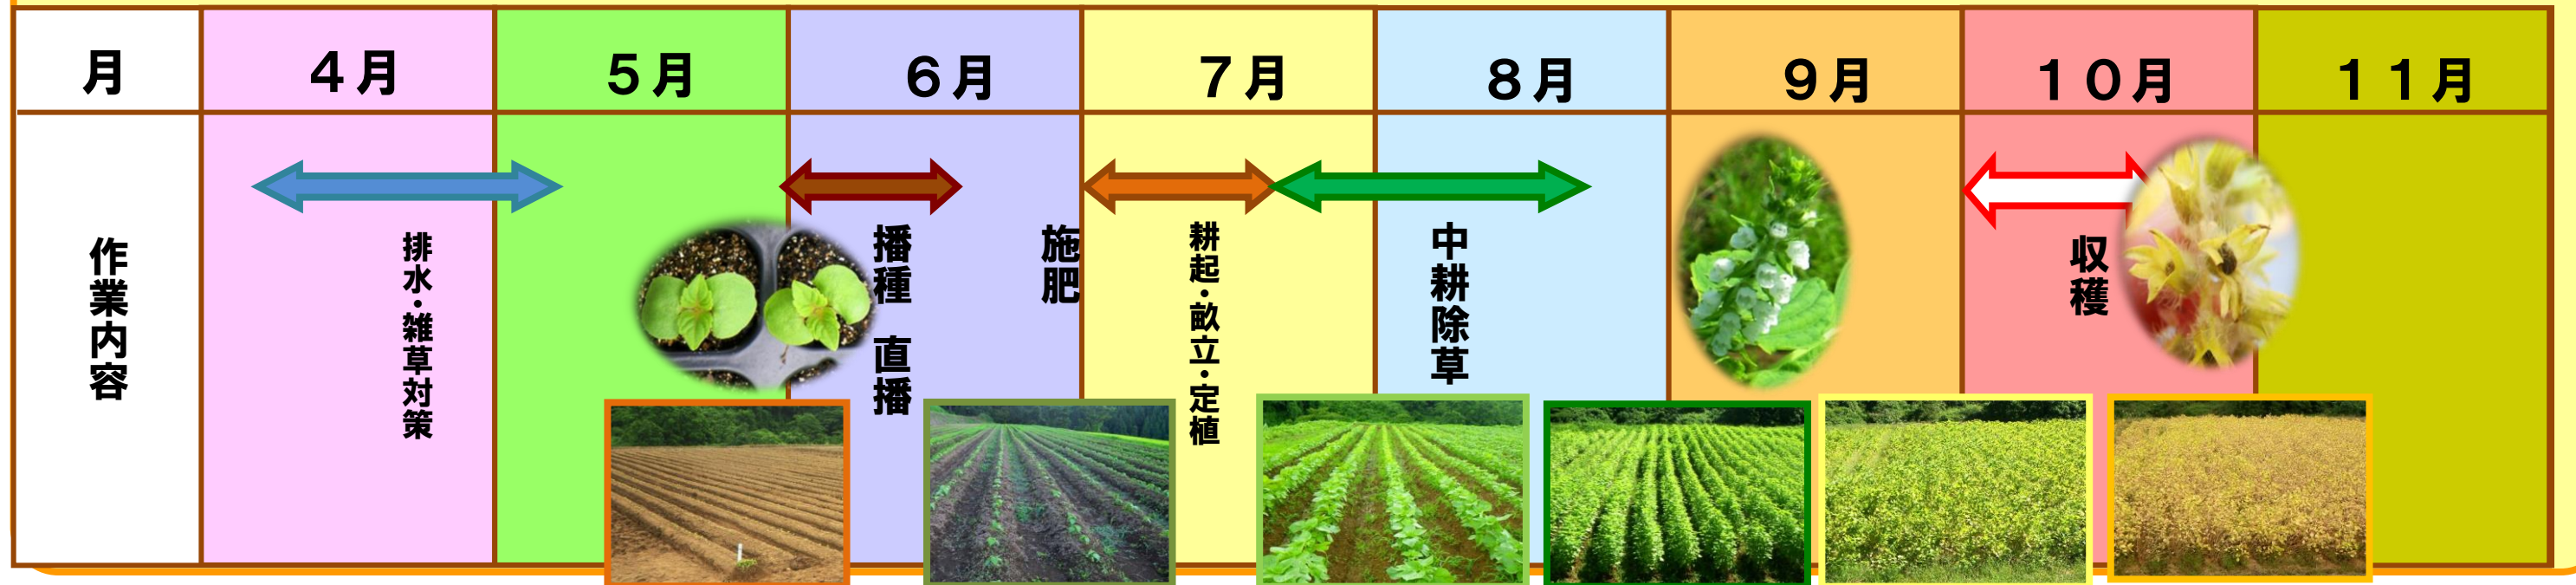 月
４月
５月
６月
７月
８月
９月
１０月
１１月
作業内容
排水・雑草対策
播種　直播
施肥
耕起・畝立・定植
中耕除草
収穫